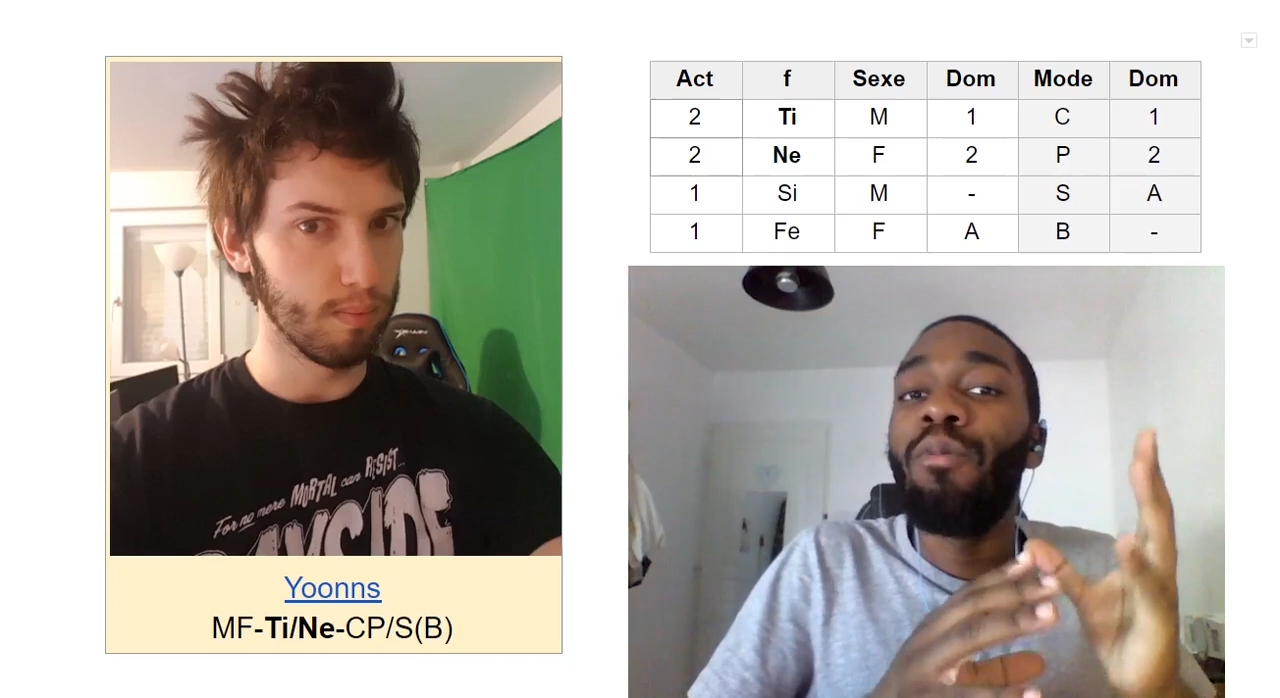 For no mere MORTAL can RESIST...
Yoonns
MF-Ti/Ne-CP/S(B)
Act f Sexe Dom Mode Dom
2 Ti M 1 C 1
2 Ne F 2 P 2
1 Si M - S A
1 Fe F A B -